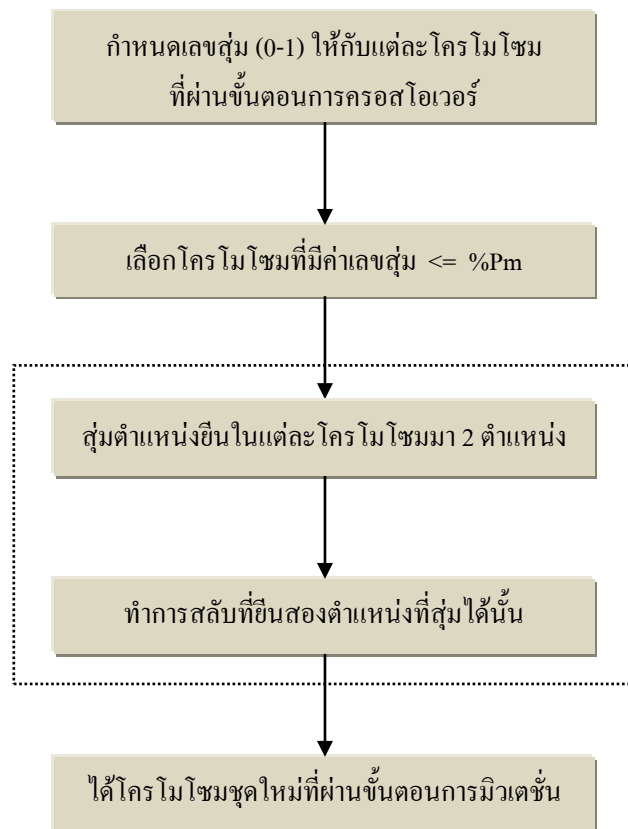 กำหนดเลขสุ่ม (0-1) ให้กับแต่ละโครโมโซม
ที่ผ่านขั้นตอนการครอสโอเวอร์
เลือกโครโมโซมที่มีค่าเลขสุ่ม <= %Pm
สุ่มตำแหน่งยีนในแต่ละโครโมโซมมา 2 ตำแหน่ง
ทำการสลับที่ยีนสองตำแหน่งที่สุ่มได้นั้น
ได้โครโมโซมชุดใหม่ที่ผ่านขั้นตอนการมิวเตชั่น